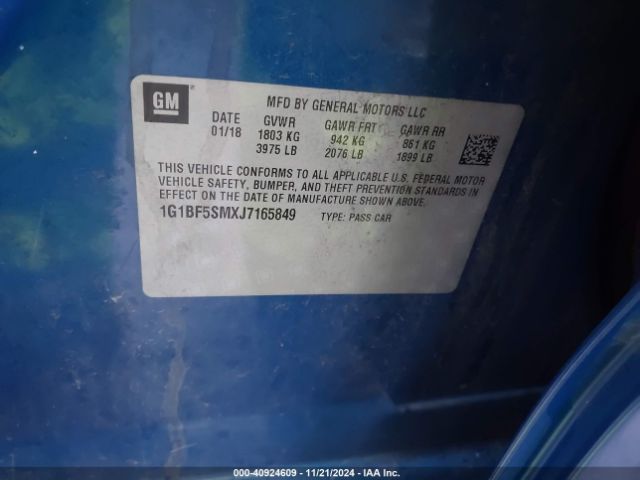 GM
MFD BY GENERAL MOTORS LLC
DATE GVWR GAWR FRT GAWR RR
01/18 1803 KG 942 KG 861 KG
3975 LB 2076 LB 1899 LB
THIS VEHICLE CONFORMS TO ALL APPLICABLE U.S. FEDERAL MOTOR
VEHICLE SAFETY, BUMPER, AND THEFT PREVENTION STANDARDS IN
EFFECT ON THE DATE OF MANUFACTURE SHOWN ABOVE.
1G1BF5SMXJ7165849 TYPE: PASS CAR
000-40924609 - 11/21/2024 - IAA Inc.